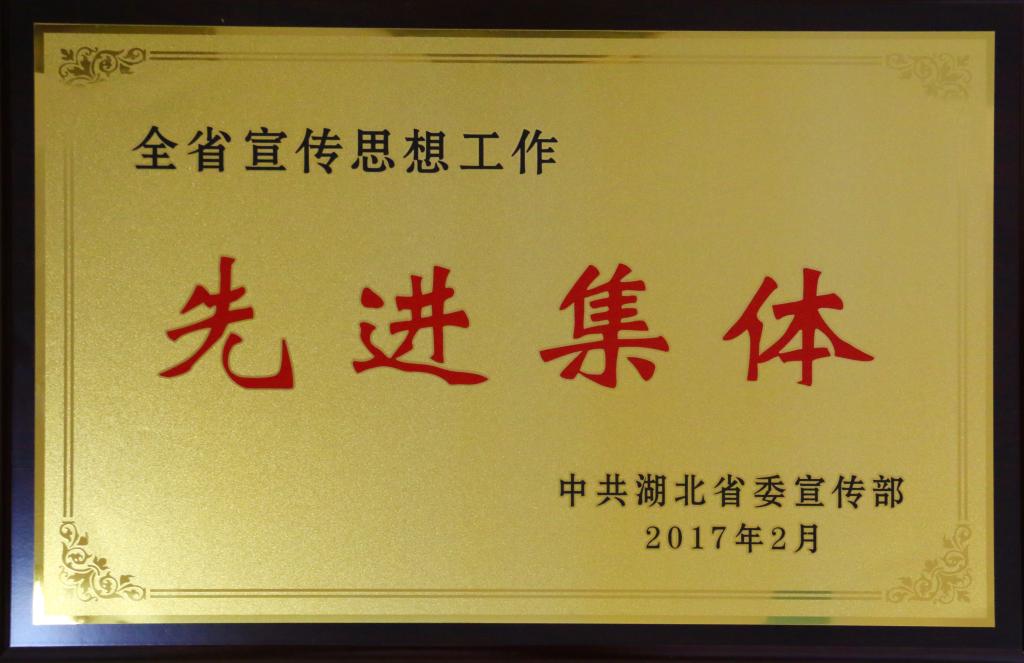 全省宣传思想工作
先进集体
中共湖北省委宣传部
2017年2月